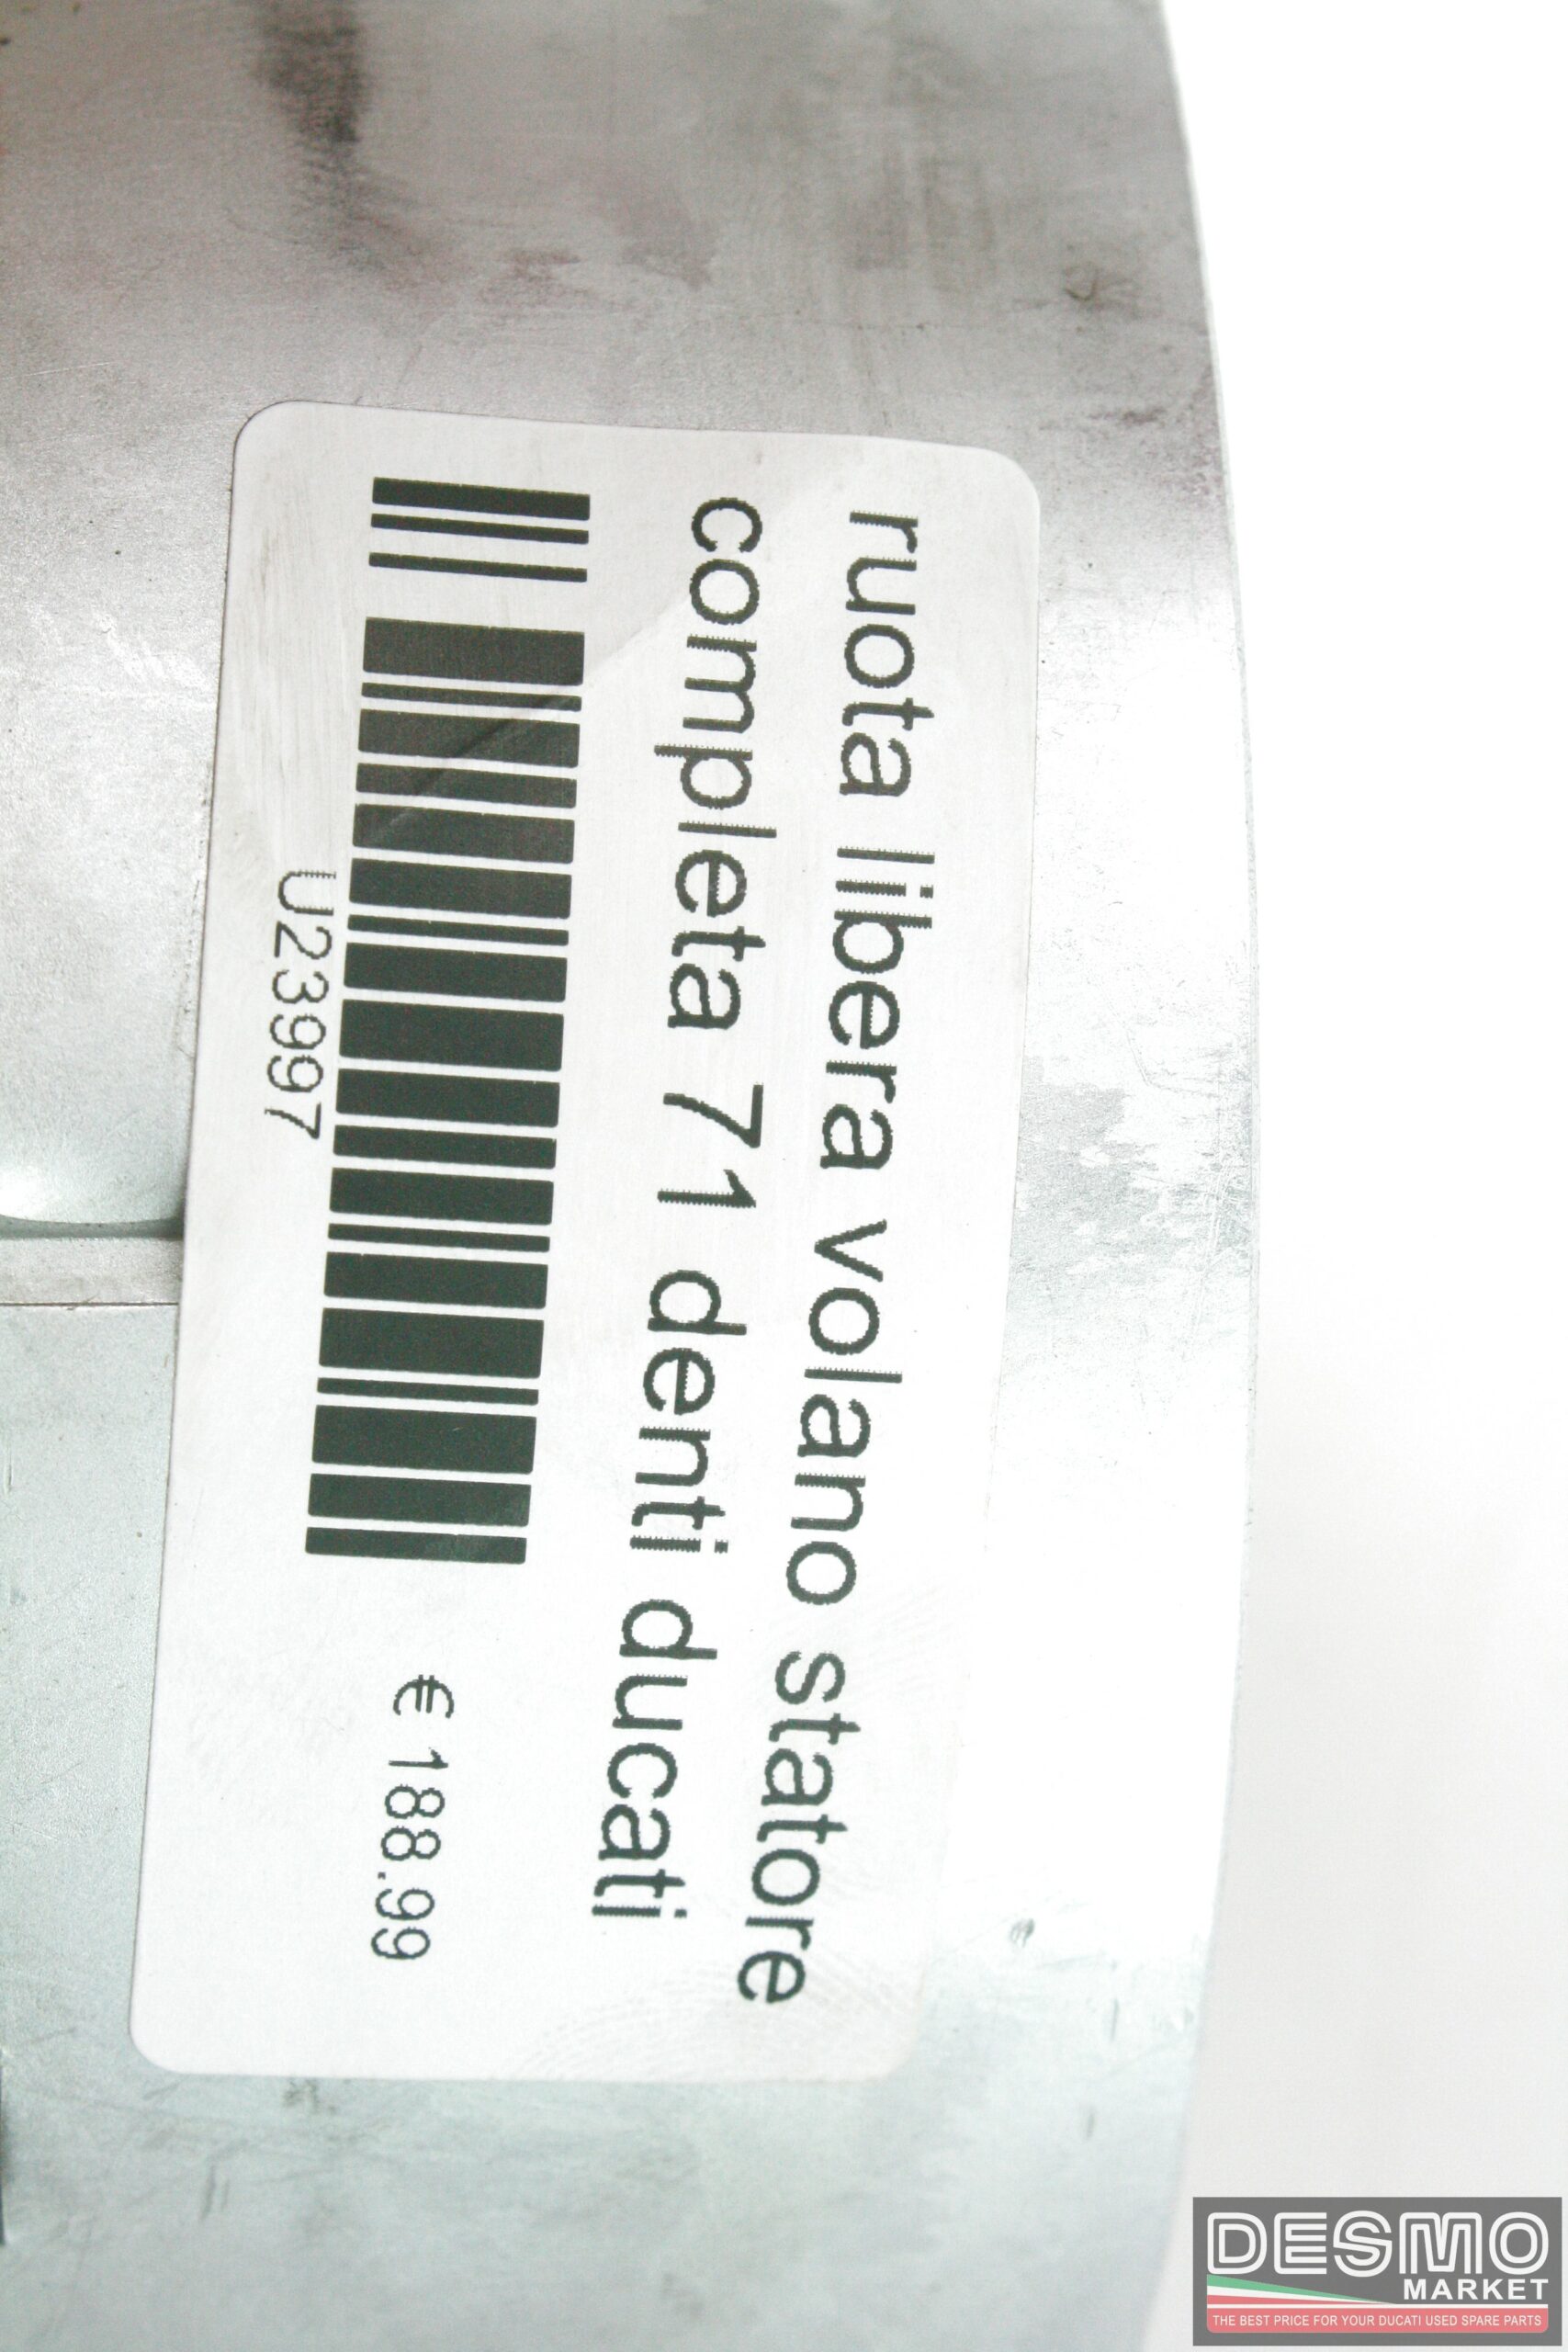 ruota libera volano statore
completa 71 denti ducati
U23997
€ 188.99
DESMO
MARKET
THE BEST PRICE FOR YOUR DUCATI USED SPARE PARTS